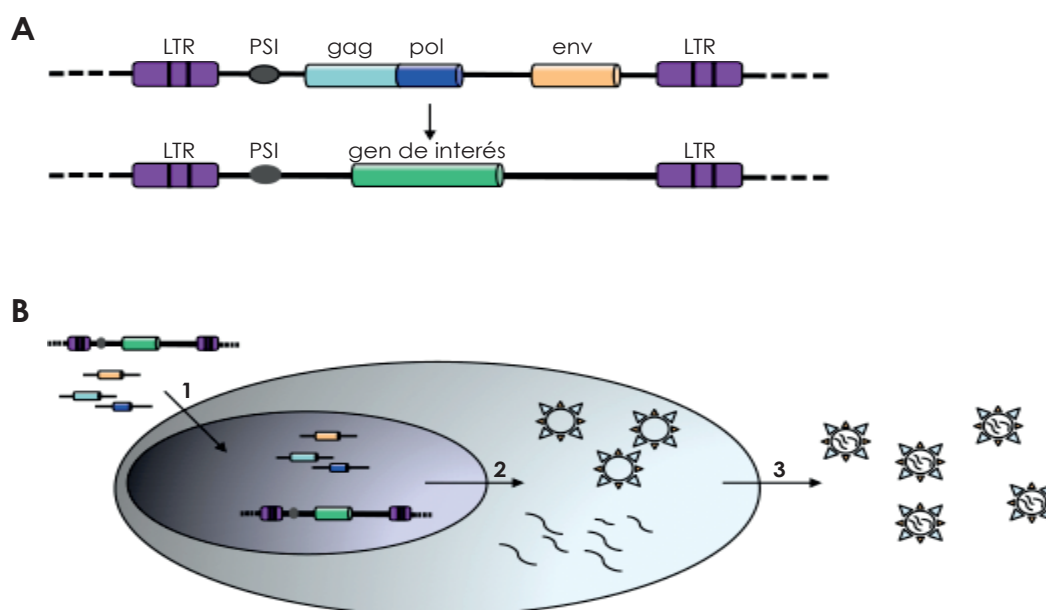 A
LTR PSI gag pol env LTR
LTR PSI gen de interés LTR
B
1
2
3